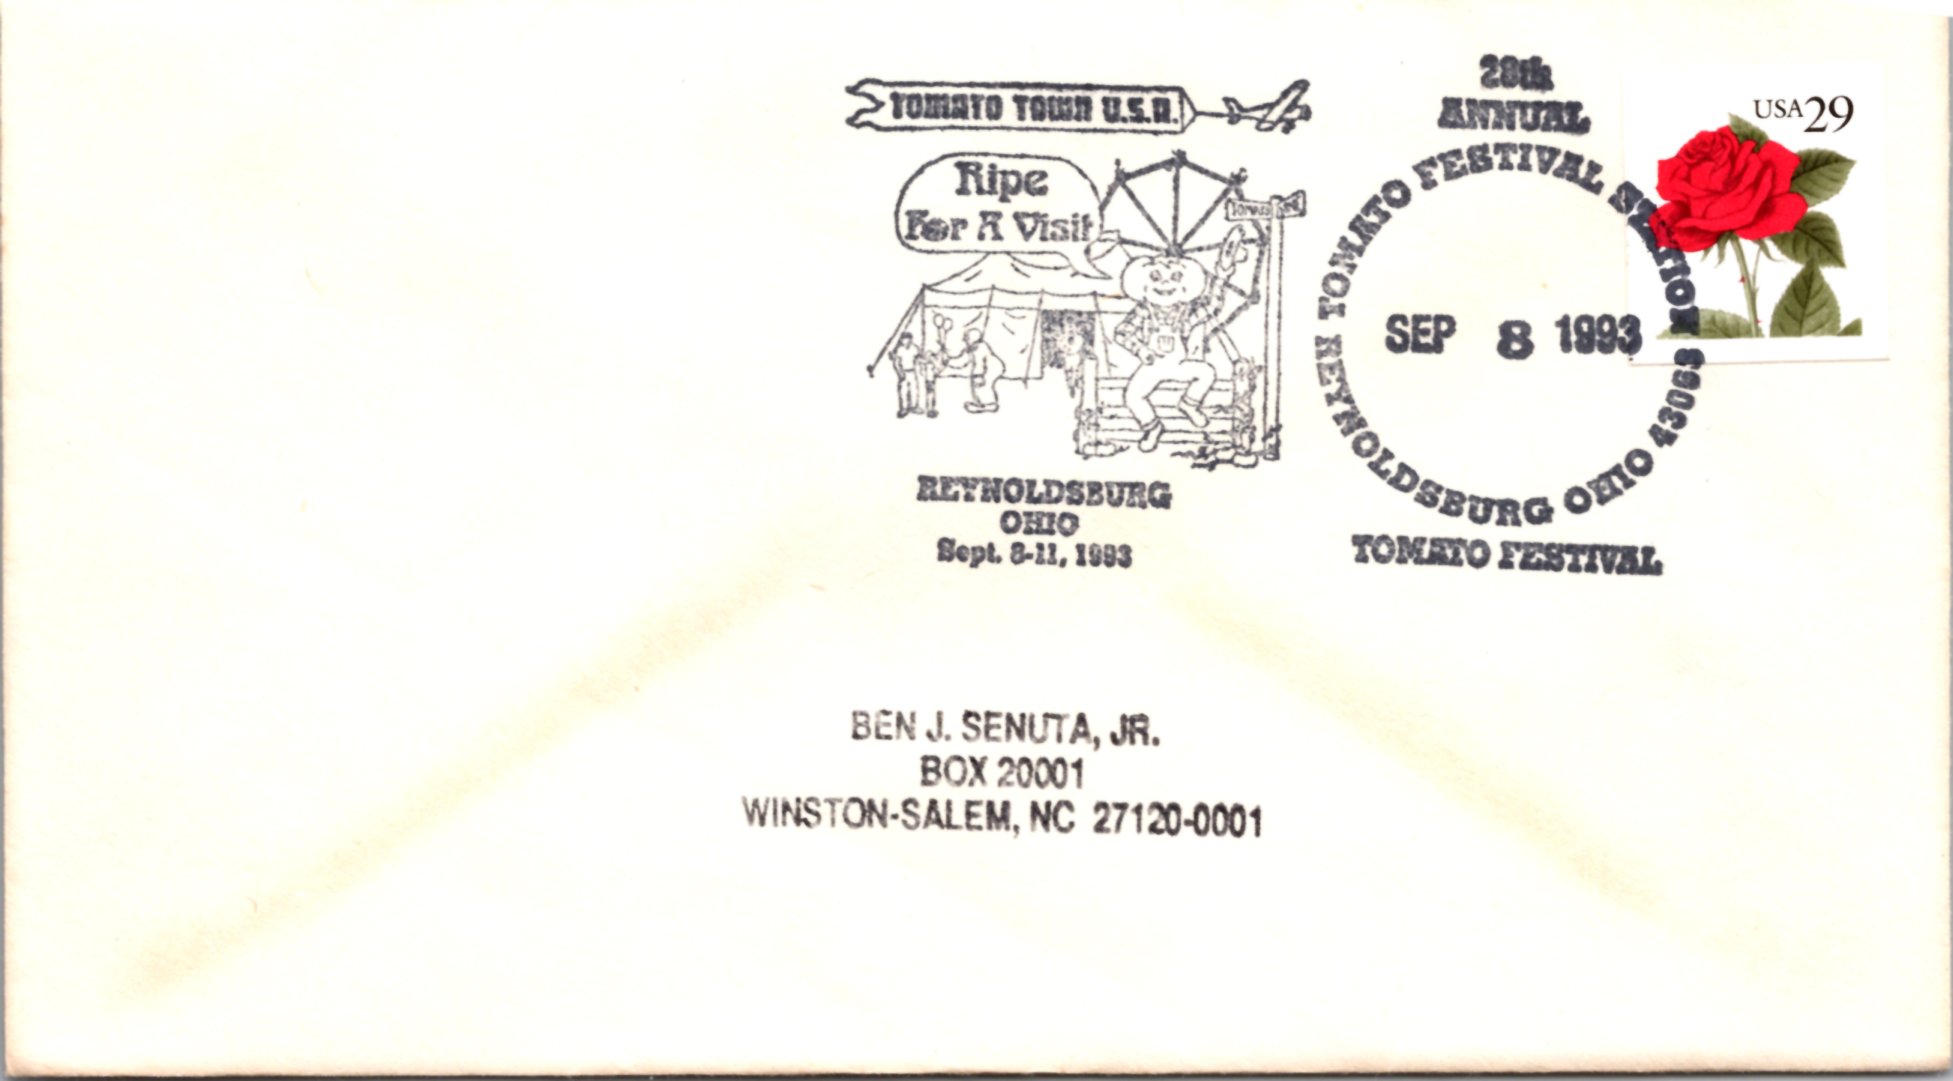 TOMATO TOWN U.S.A.
Ripe
For A Visit
REYNOLDSBURG
OHIO
Sept. 8-11, 1993
28th
ANNUAL
TOMATO FESTIVAL STATION
SEP 8 1993
REYNOLDSBURG OHIO 43068
TOMATO FESTIVAL
USA29
BEN J. SENUTA, JR.
BOX 20001
WINSTON-SALEM, NC 27120-0001